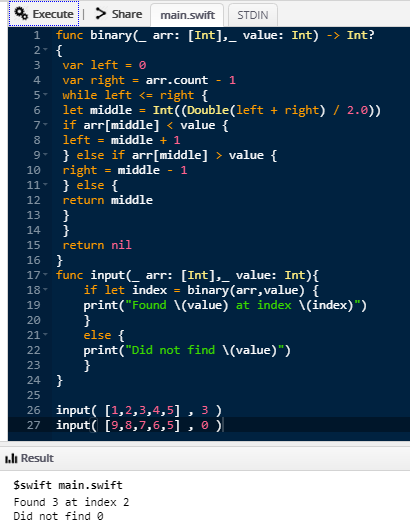 Execute | Share main.swift STDIN
1 func binary(_ arr: [Int],_ value: Int) -> Int?
2 {
3 var left = 0
4 var right = arr.count - 1
5 while left <= right {
6 let middle = Int((Double(left + right) / 2.0))
7 if arr[middle] < value {
8 left = middle + 1
9 } else if arr[middle] > value {
10 right = middle - 1
11 } else {
12 return middle
13 }
14 }
15 return nil
16 }
17 func input(_ arr: [Int],_ value: Int){
18 if let index = binary(arr,value) {
19 print("Found \(value) at index \(index)")
20 }
21 else {
22 print("Did not find \(value)")
23 }
24 }
25
26 input( [1,2,3,4,5] , 3 )
27 input( [9,8,7,6,5] , 0 )
Result
$swift main.swift
Found 3 at index 2
Did not find 0